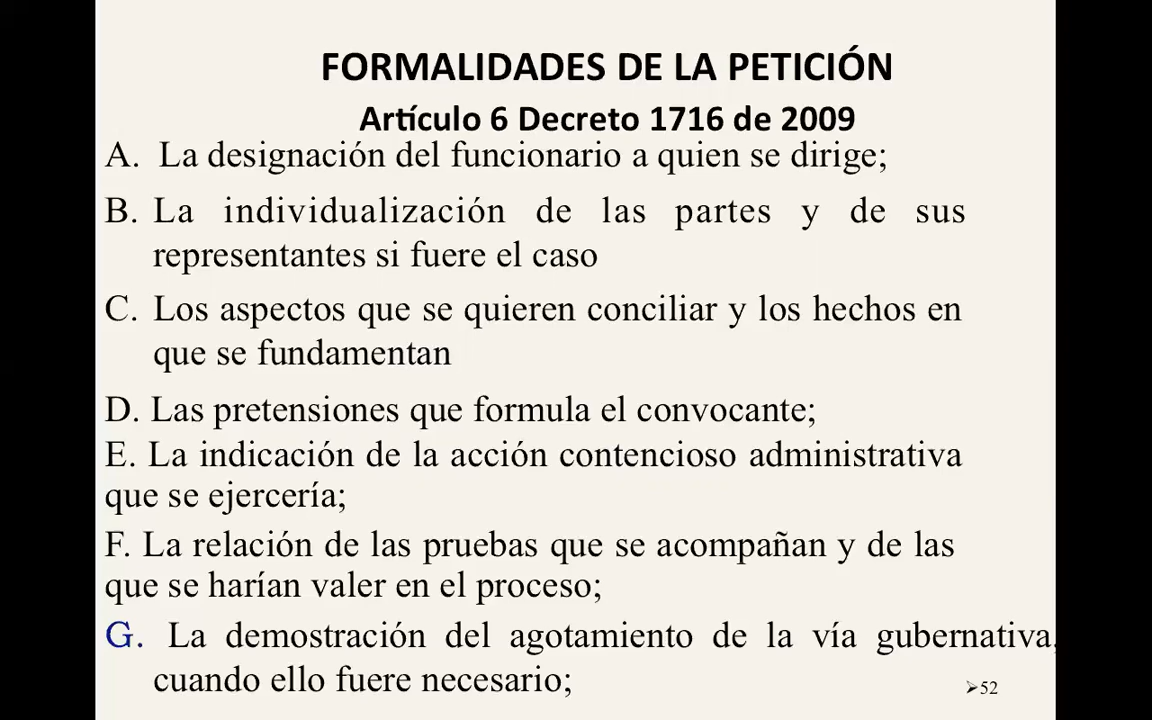 FORMALIDADES DE LA PETICIÓN
Artículo 6 Decreto 1716 de 2009
A. La designación del funcionario a quien se dirige;
B. La individualización de las partes y de sus
representantes si fuere el caso
C. Los aspectos que se quieren conciliar y los hechos en
que se fundamentan
D. Las pretensiones que formula el convocante;
E. La indicación de la acción contencioso administrativa
que se ejercería;
F. La relación de las pruebas que se acompañan y de las
que se harían valer en el proceso;
G. La demostración del agotamiento de la vía gubernativa,
cuando ello fuere necesario;
➢52